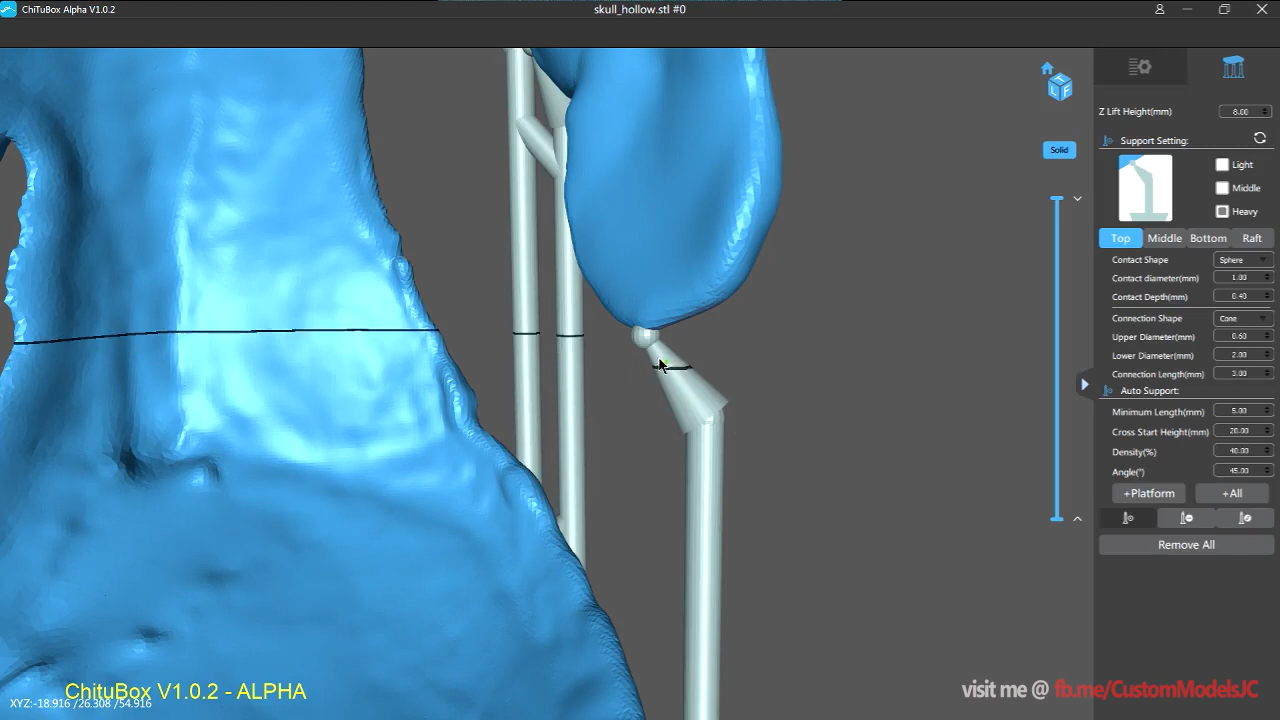 ChiTuBox Alpha V1.0.2
skull_hollow.stl #0
Z Lift Height(mm) 8.00
Support Setting:
Light
Middle
Heavy
Top Middle Bottom Raft
Contact Shape Sphere
Contact diameter(mm) 1.00
Contact Depth(mm) 0.40
Connection Shape Cone
Upper Diameter(mm) 0.60
Lower Diameter(mm) 2.00
Connection Length(mm) 3.00
Auto Support:
Minimum Length(mm) 5.00
Cross Start Height(mm) 20.00
Density(%) 40.00
Angle(°) 45.00
+Platform +All
Remove All
Solid
T
L F
ChituBox V1.0.2 - ALPHA
XYZ:-18.916 /26.308 /54.916
visit me @ fb.me/CustomModelsJC